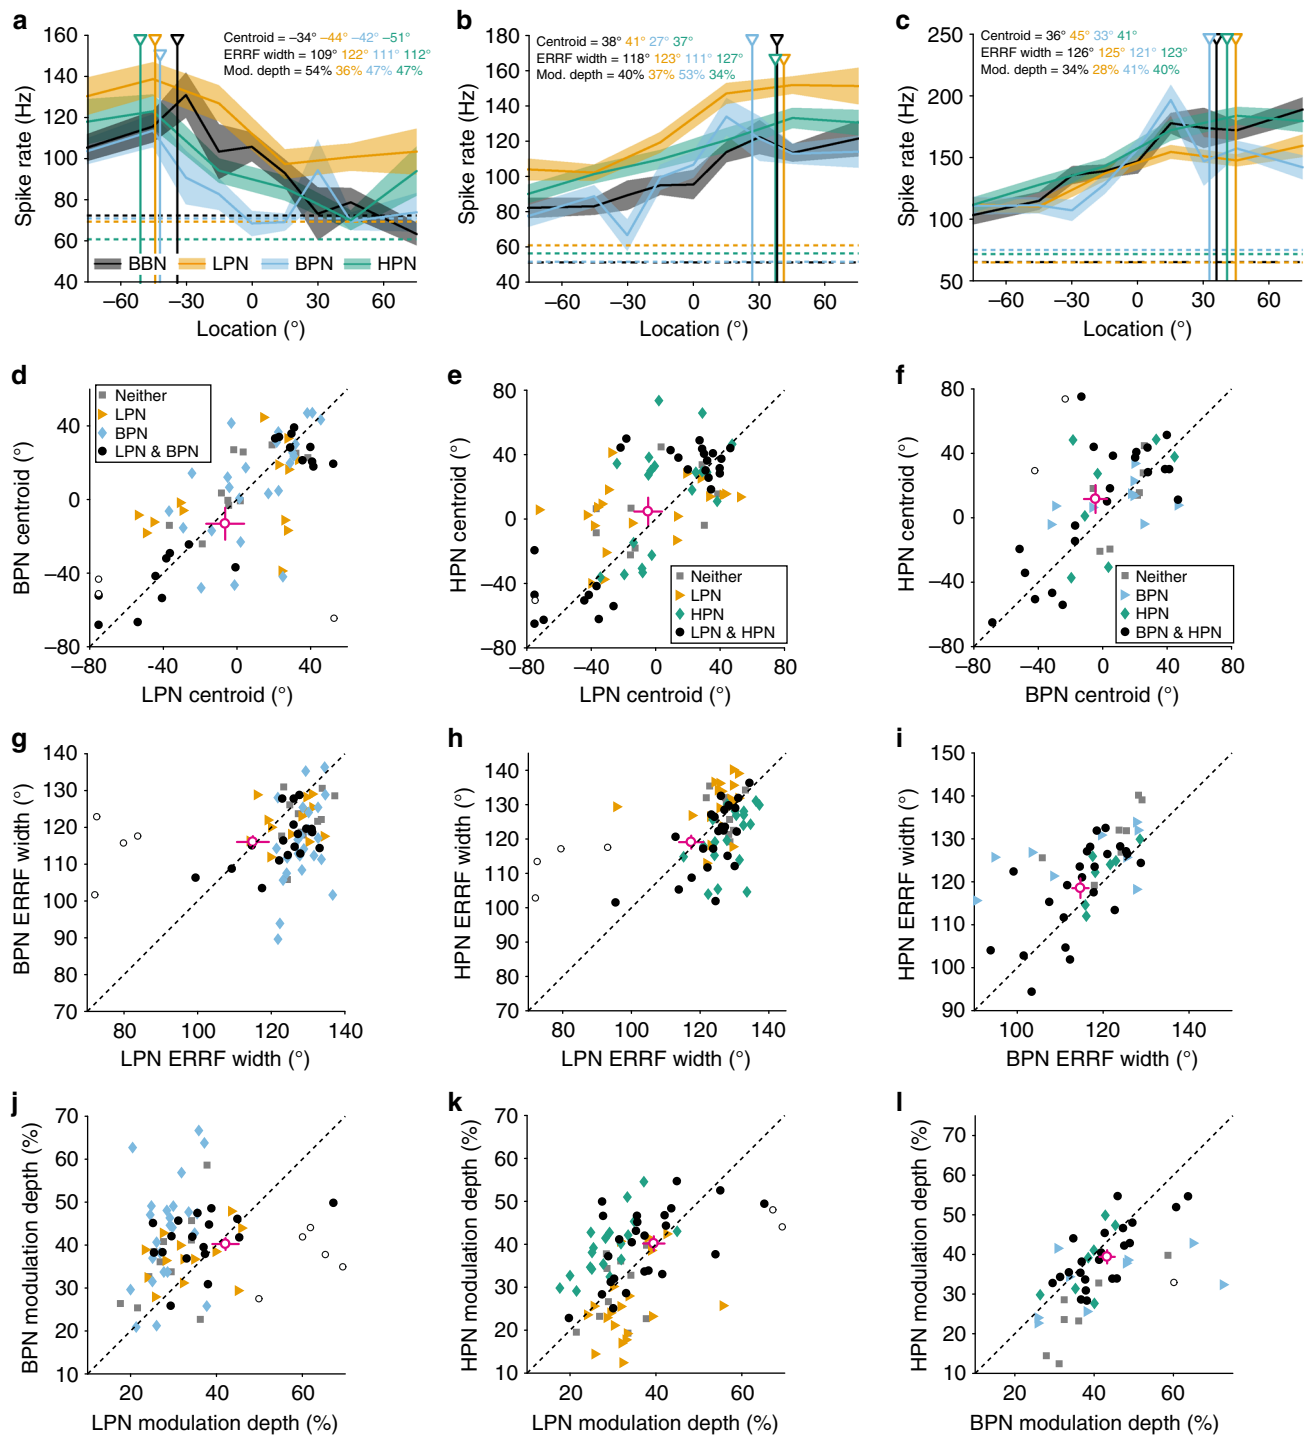 a
Centroid = –34° –44° –42° –51°
ERRF width = 109° 122° 111° 112°
Mod. depth = 54% 36% 47% 47%
160
140
120
100
80
60
40
Spike rate (Hz)
BBN LPN BPN HPN
–60 –30 0 30 60
Location (°)
b
Centroid = 38° 41° 27° 37°
ERRF width = 118° 123° 111° 127°
Mod. depth = 40% 37% 53% 34%
180
160
140
120
100
80
60
40
Spike rate (Hz)
–60 –30 0 30 60
Location (°)
c
Centroid = 36° 45° 33° 41°
ERRF width = 126° 125° 121° 123°
Mod. depth = 34% 28% 41% 40%
250
200
150
100
50
Spike rate (Hz)
–60 –30 0 30 60
Location (°)
d
Neither
LPN
BPN
LPN & BPN
40
0
–40
–80
BPN centroid (°)
–80 -40 0 40
LPN centroid (°)
e
80
40
0
–40
–80
HPN centroid (°)
Neither
LPN
HPN
LPN & HPN
–80 –40 0 40 80
LPN centroid (°)
f
80
40
0
–40
–80
HPN centroid (°)
Neither
BPN
HPN
BPN & HPN
–80 –40 0 40 80
BPN centroid (°)
g
140
130
120
110
100
90
80
70
BPN ERRF width (°)
80 100 120 140
LPN ERRF width (°)
h
140
130
120
110
100
90
80
70
HPN ERRF width (°)
80 100 120 140
LPN ERRF width (°)
i
150
140
130
120
110
100
90
HPN ERRF width (°)
100 120 140
BPN ERRF width (°)
j
70
60
50
40
30
20
10
BPN modulation depth (%)
20 40 60
LPN modulation depth (%)
k
70
60
50
40
30
20
10
HPN modulation depth (%)
20 40 60
LPN modulation depth (%)
l
70
60
50
40
30
20
10
HPN modulation depth (%)
20 40 60
BPN modulation depth (%)